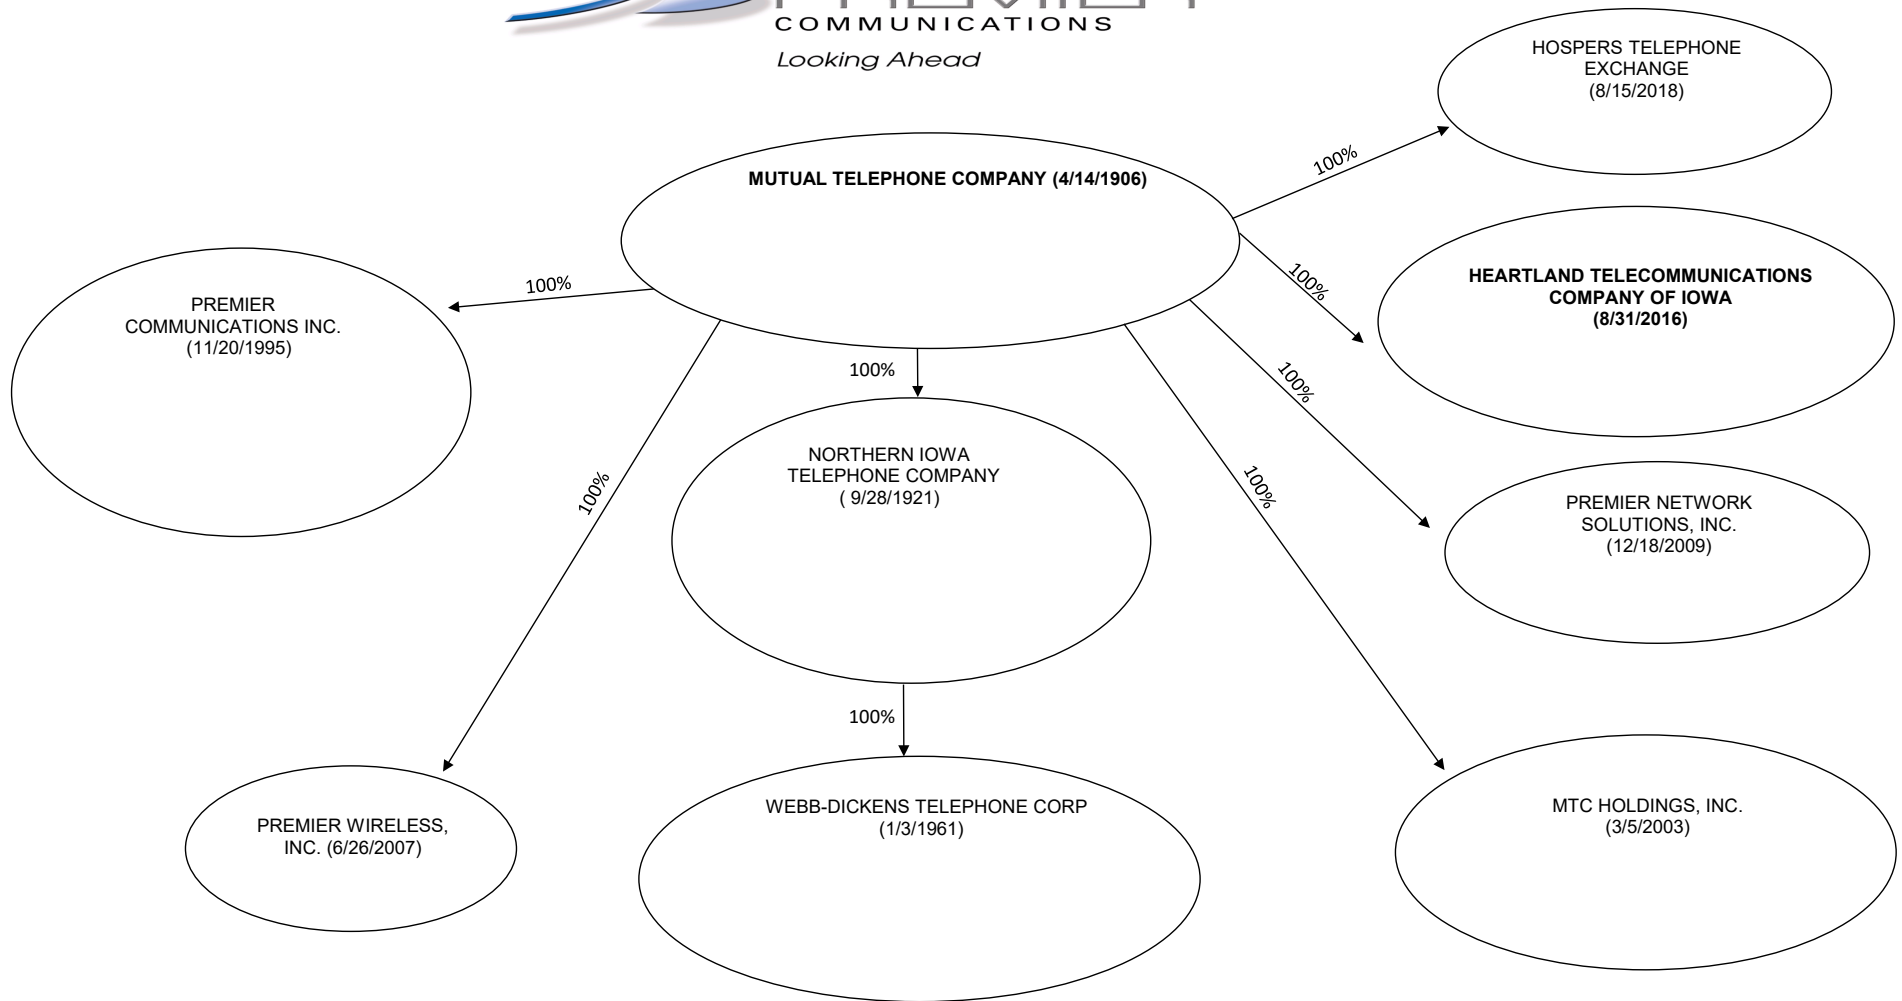 PREMIER
COMMUNICATIONS
Looking Ahead
HOSPERS TELEPHONE
EXCHANGE
(8/15/2018)
100%
MUTUAL TELEPHONE COMPANY (4/14/1906)
HEARTLAND TELECOMMUNICATIONS
COMPANY OF IOWA
(8/31/2016)
100%
100%
PREMIER
COMMUNICATIONS INC.
(11/20/1995)
100%
100%
NORTHERN IOWA
TELEPHONE COMPANY
( 9/28/1921)
100%
100%
PREMIER NETWORK
SOLUTIONS, INC.
(12/18/2009)
100%
WEBB-DICKENS TELEPHONE CORP
(1/3/1961)
PREMIER WIRELESS,
INC. (6/26/2007)
MTC HOLDINGS, INC.
(3/5/2003)